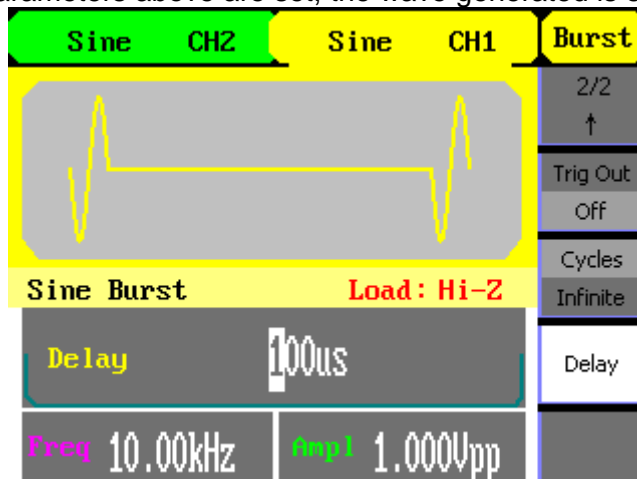 Sine CH2 Sine CH1 Burst
2/2
↑
Trig Out
Off
Cycles
Infinite
Sine Burst Load: Hi-Z
Delay 100us
Delay
Freq 10.00kHz Ampl 1.000Vpp